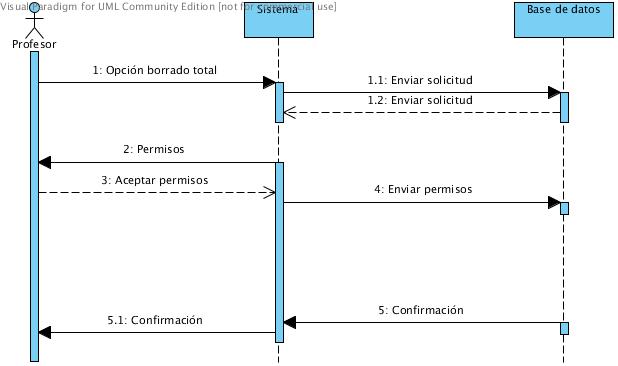 Visual Paradigm for UML Community Edition [not for commercial use]
Sistema
Base de datos
Profesor
1: Opción borrado total
1.1: Enviar solicitud
1.2: Enviar solicitud
2: Permisos
3: Aceptar permisos
4: Enviar permisos
5: Confirmación
5.1: Confirmación